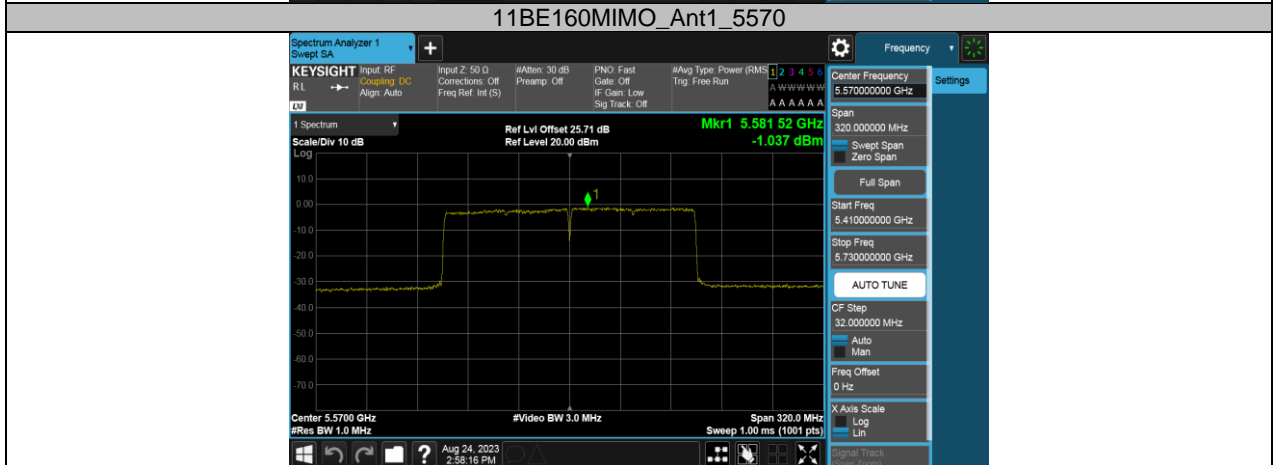 11BE160MIMO_Ant1_5570
Spectrum Analyzer 1
Swept SA
Frequency
KEYSIGHT
RL
Input: RF
Coupling: DC
Align: Auto
Input Z: 50 Ω
Corrections: Off
Freq Ref: Int (S)
#Atten: 30 dB
Preamp: Off
PNO: Fast
Gate: Off
IF Gain: Low
Sig Track: Off
#Avg Type: Power (RMS
Trig: Free Run
1 2 3 4 5 6
A W W W W W
A A A A A A
1 Spectrum
Scale/Div 10 dB
Log
Ref Lvl Offset 25.71 dB
Ref Level 20.00 dBm
Mkr1 5.581 52 GHz
-1.037 dBm
1
10.0
0.00
-10.0
-20.0
-30.0
-40.0
-50.0
-60.0
-70.0
Center 5.5700 GHz
#Res BW 1.0 MHz
#Video BW 3.0 MHz
Span 320.0 MHz
Sweep 1.00 ms (1001 pts)
Aug 24, 2023
2:58:16 PM
Center Frequency
5.570000000 GHz
Settings
Span
320.000000 MHz
Swept Span
Zero Span
Full Span
Start Freq
5.410000000 GHz
Stop Freq
5.730000000 GHz
AUTO TUNE
CF Step
32.000000 MHz
Auto
Man
Freq Offset
0 Hz
X Axis Scale
Log
Lin
Signal Track